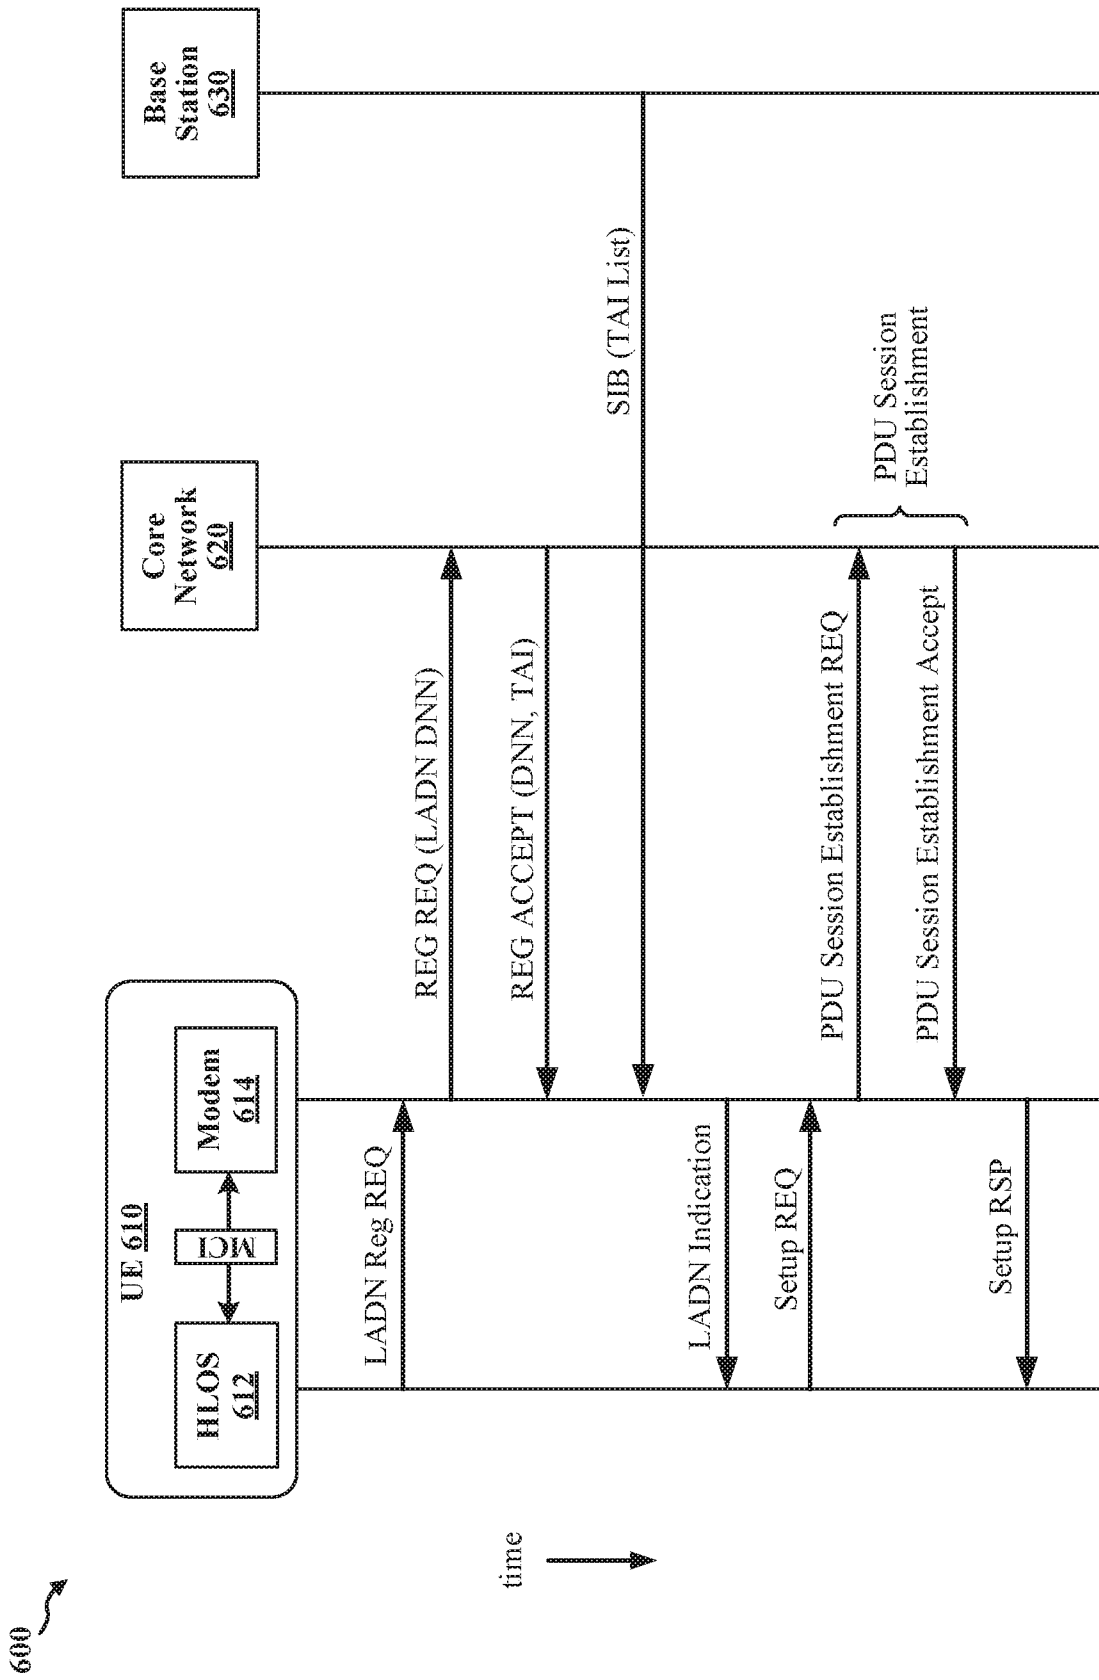 600
UE 610
HLOS
612
MCI
Modem
614
Core
Network
620
Base
Station
630
time
LADN Reg REQ
REG REQ (LADN DNN)
REG ACCEPT (DNN, TAI)
SIB (TAI List)
LADN Indication
Setup REQ
PDU Session Establishment REQ
PDU Session
Establishment
PDU Session Establishment Accept
Setup RSP